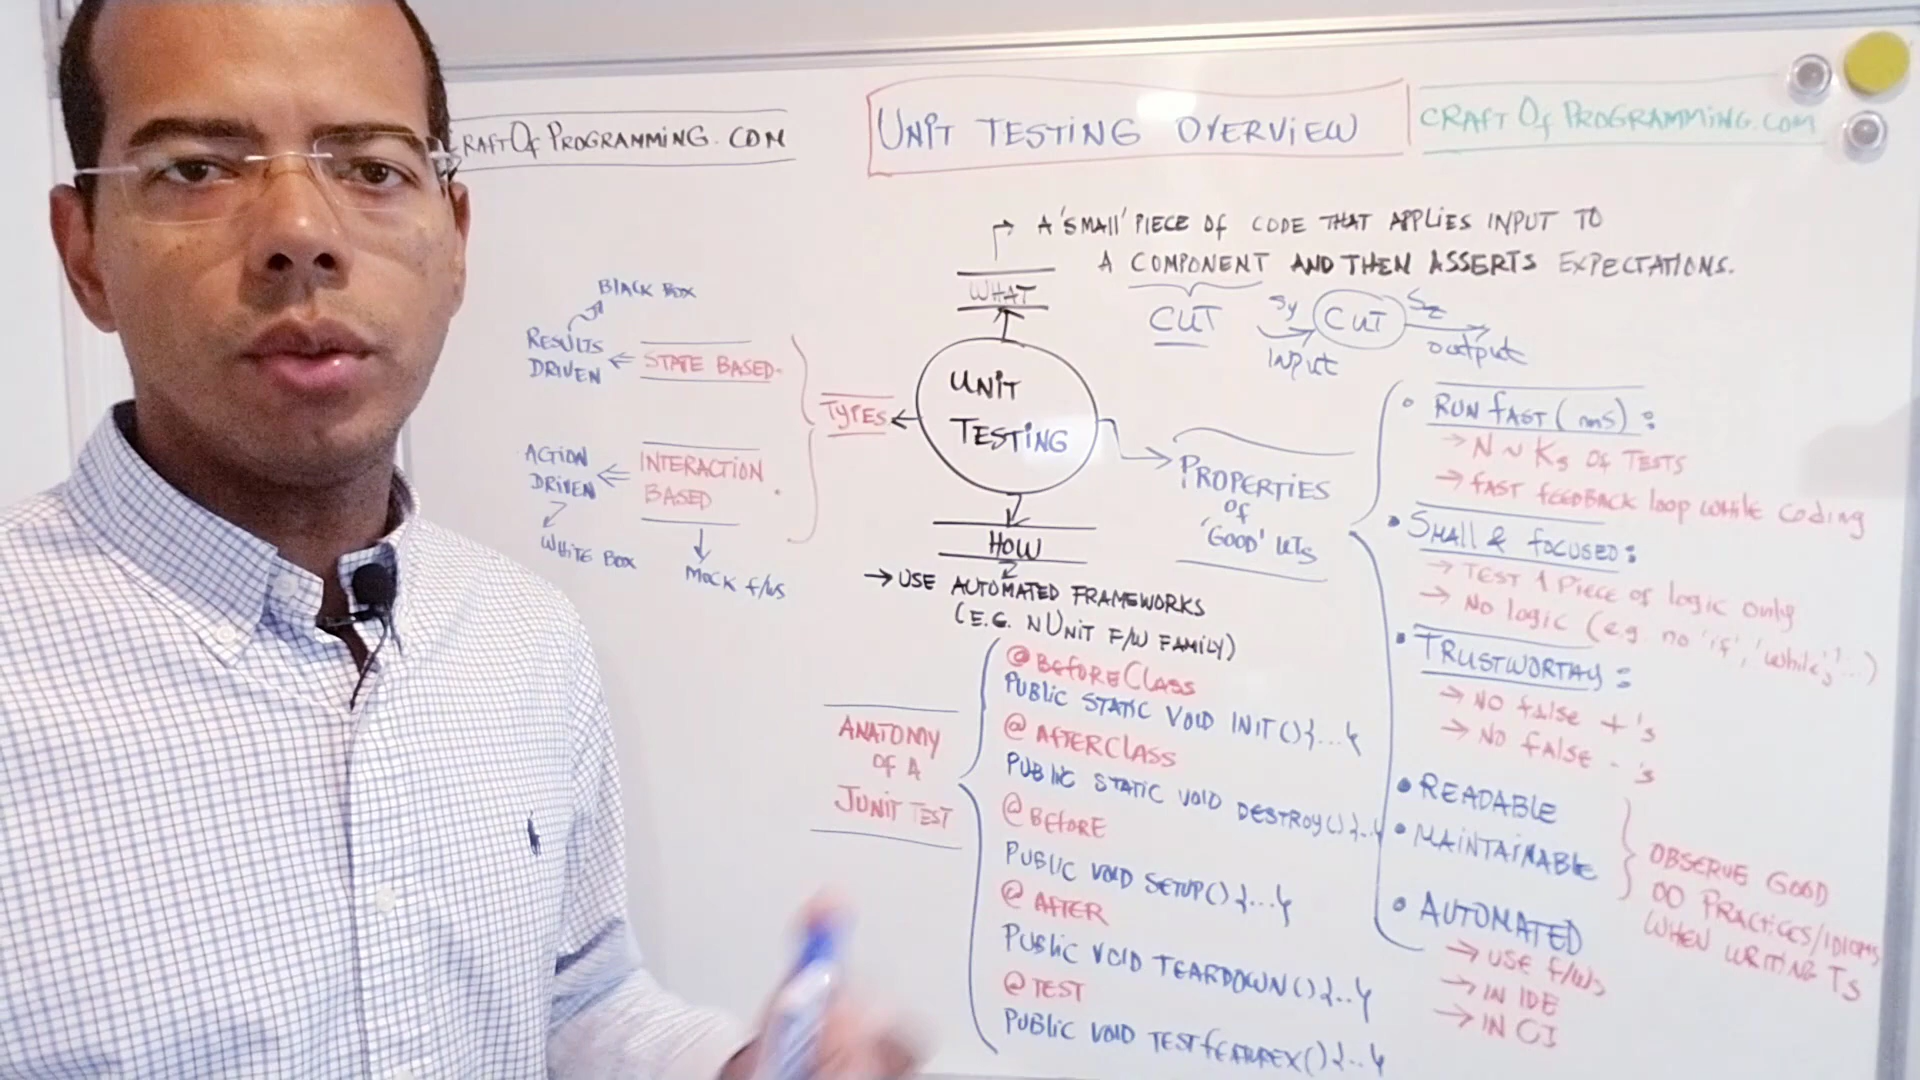 CRAFTOFPROGRAMMING.COM
UNIT TESTING OVERVIEW
CRAFTOFPROGRAMMING.COM
A 'SMALL' PIECE OF CODE THAT APPLIES INPUT TO
A COMPONENT AND THEN ASSERTS EXPECTATIONS.
WHAT
CUT
INPUT
CUT
OUTPUT
UNIT
TESTING
TYPES
STATE BASED
RESULTS
DRIVEN
BLACK BOX
INTERACTION
BASED
ACTION
DRIVEN
WHITE BOX
MOCK F/WS
HOW
→ USE AUTOMATED FRAMEWORKS
(E.G. NUNIT F/W FAMILY)
ANATOMY
OF A
JUNIT TEST
@BEFORECLASS
PUBLIC STATIC VOID INIT(){...}
@AFTERCLASS
PUBLIC STATIC VOID DESTROY(){..}
@BEFORE
PUBLIC VOID SETUP(){...}
@AFTER
PUBLIC VOID TEARDOWN(){..}
@TEST
PUBLIC VOID TESTFEATUREX(){..}
PROPERTIES
OF
'GOOD' UTS
• RUN FAST (ms):
→ N ~ Ks OF TESTS
→ FAST FEEDBACK LOOP WHILE CODING
• SMALL & FOCUSED:
→ TEST 1 PIECE OF LOGIC ONLY
→ NO LOGIC (e.g. no 'if', 'while', ...)
• TRUSTWORTHY:
→ NO FALSE +'s
→ NO FALSE -'s
• READABLE
• MAINTAINABLE
OBSERVE GOOD
OO PRACTICES/IDIOMS
WHEN WRITING TS
• AUTOMATED
→ USE F/WS
→ IN IDE
→ IN CI